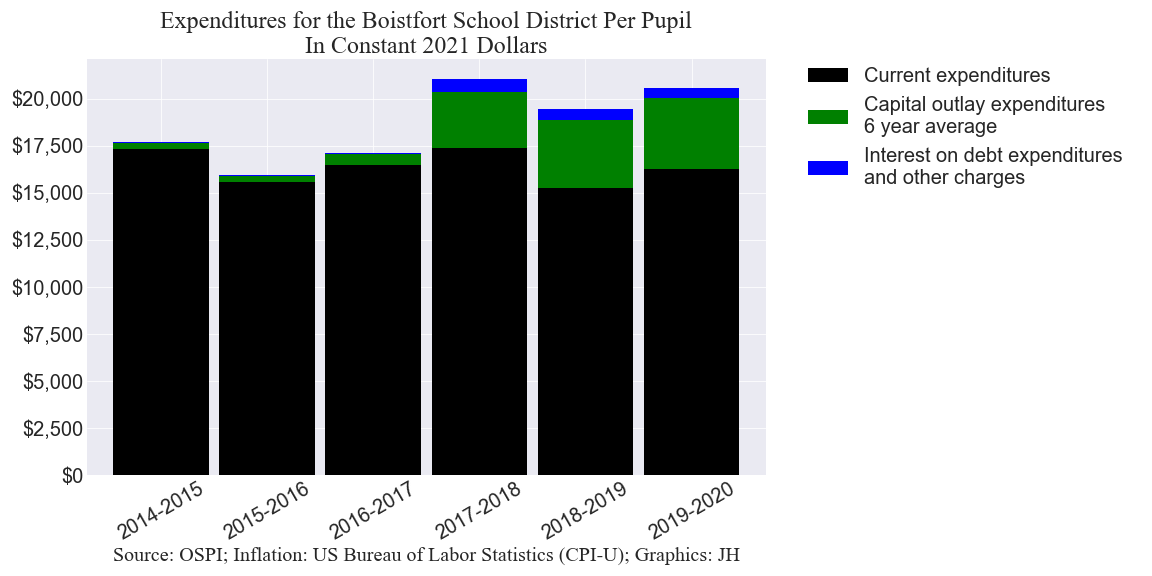 Expenditures for the Boistfort School District Per Pupil
In Constant 2021 Dollars
Current expenditures
Capital outlay expenditures
6 year average
Interest on debt expenditures
and other charges
$20,000
$17,500
$15,000
$12,500
$10,000
$7,500
$5,000
$2,500
$0
2014-2015
2015-2016
2016-2017
2017-2018
2018-2019
2019-2020
Source: OSPI; Inflation: US Bureau of Labor Statistics (CPI-U); Graphics: JH